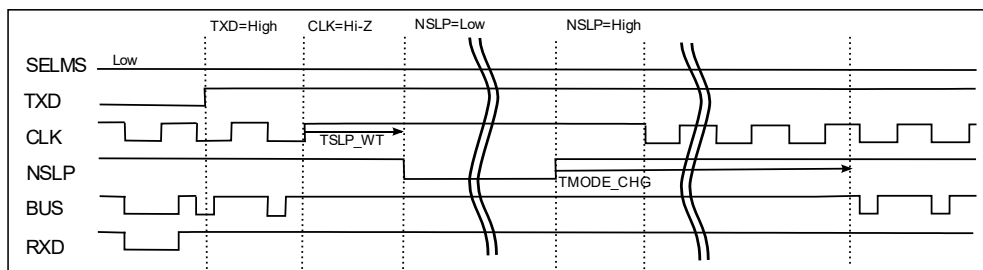 TXD=High CLK=Hi-Z NSLP=Low NSLP=High
SELMS Low
TXD
CLK TSLP_WT
NSLP TMODE_CHG
BUS
RXD